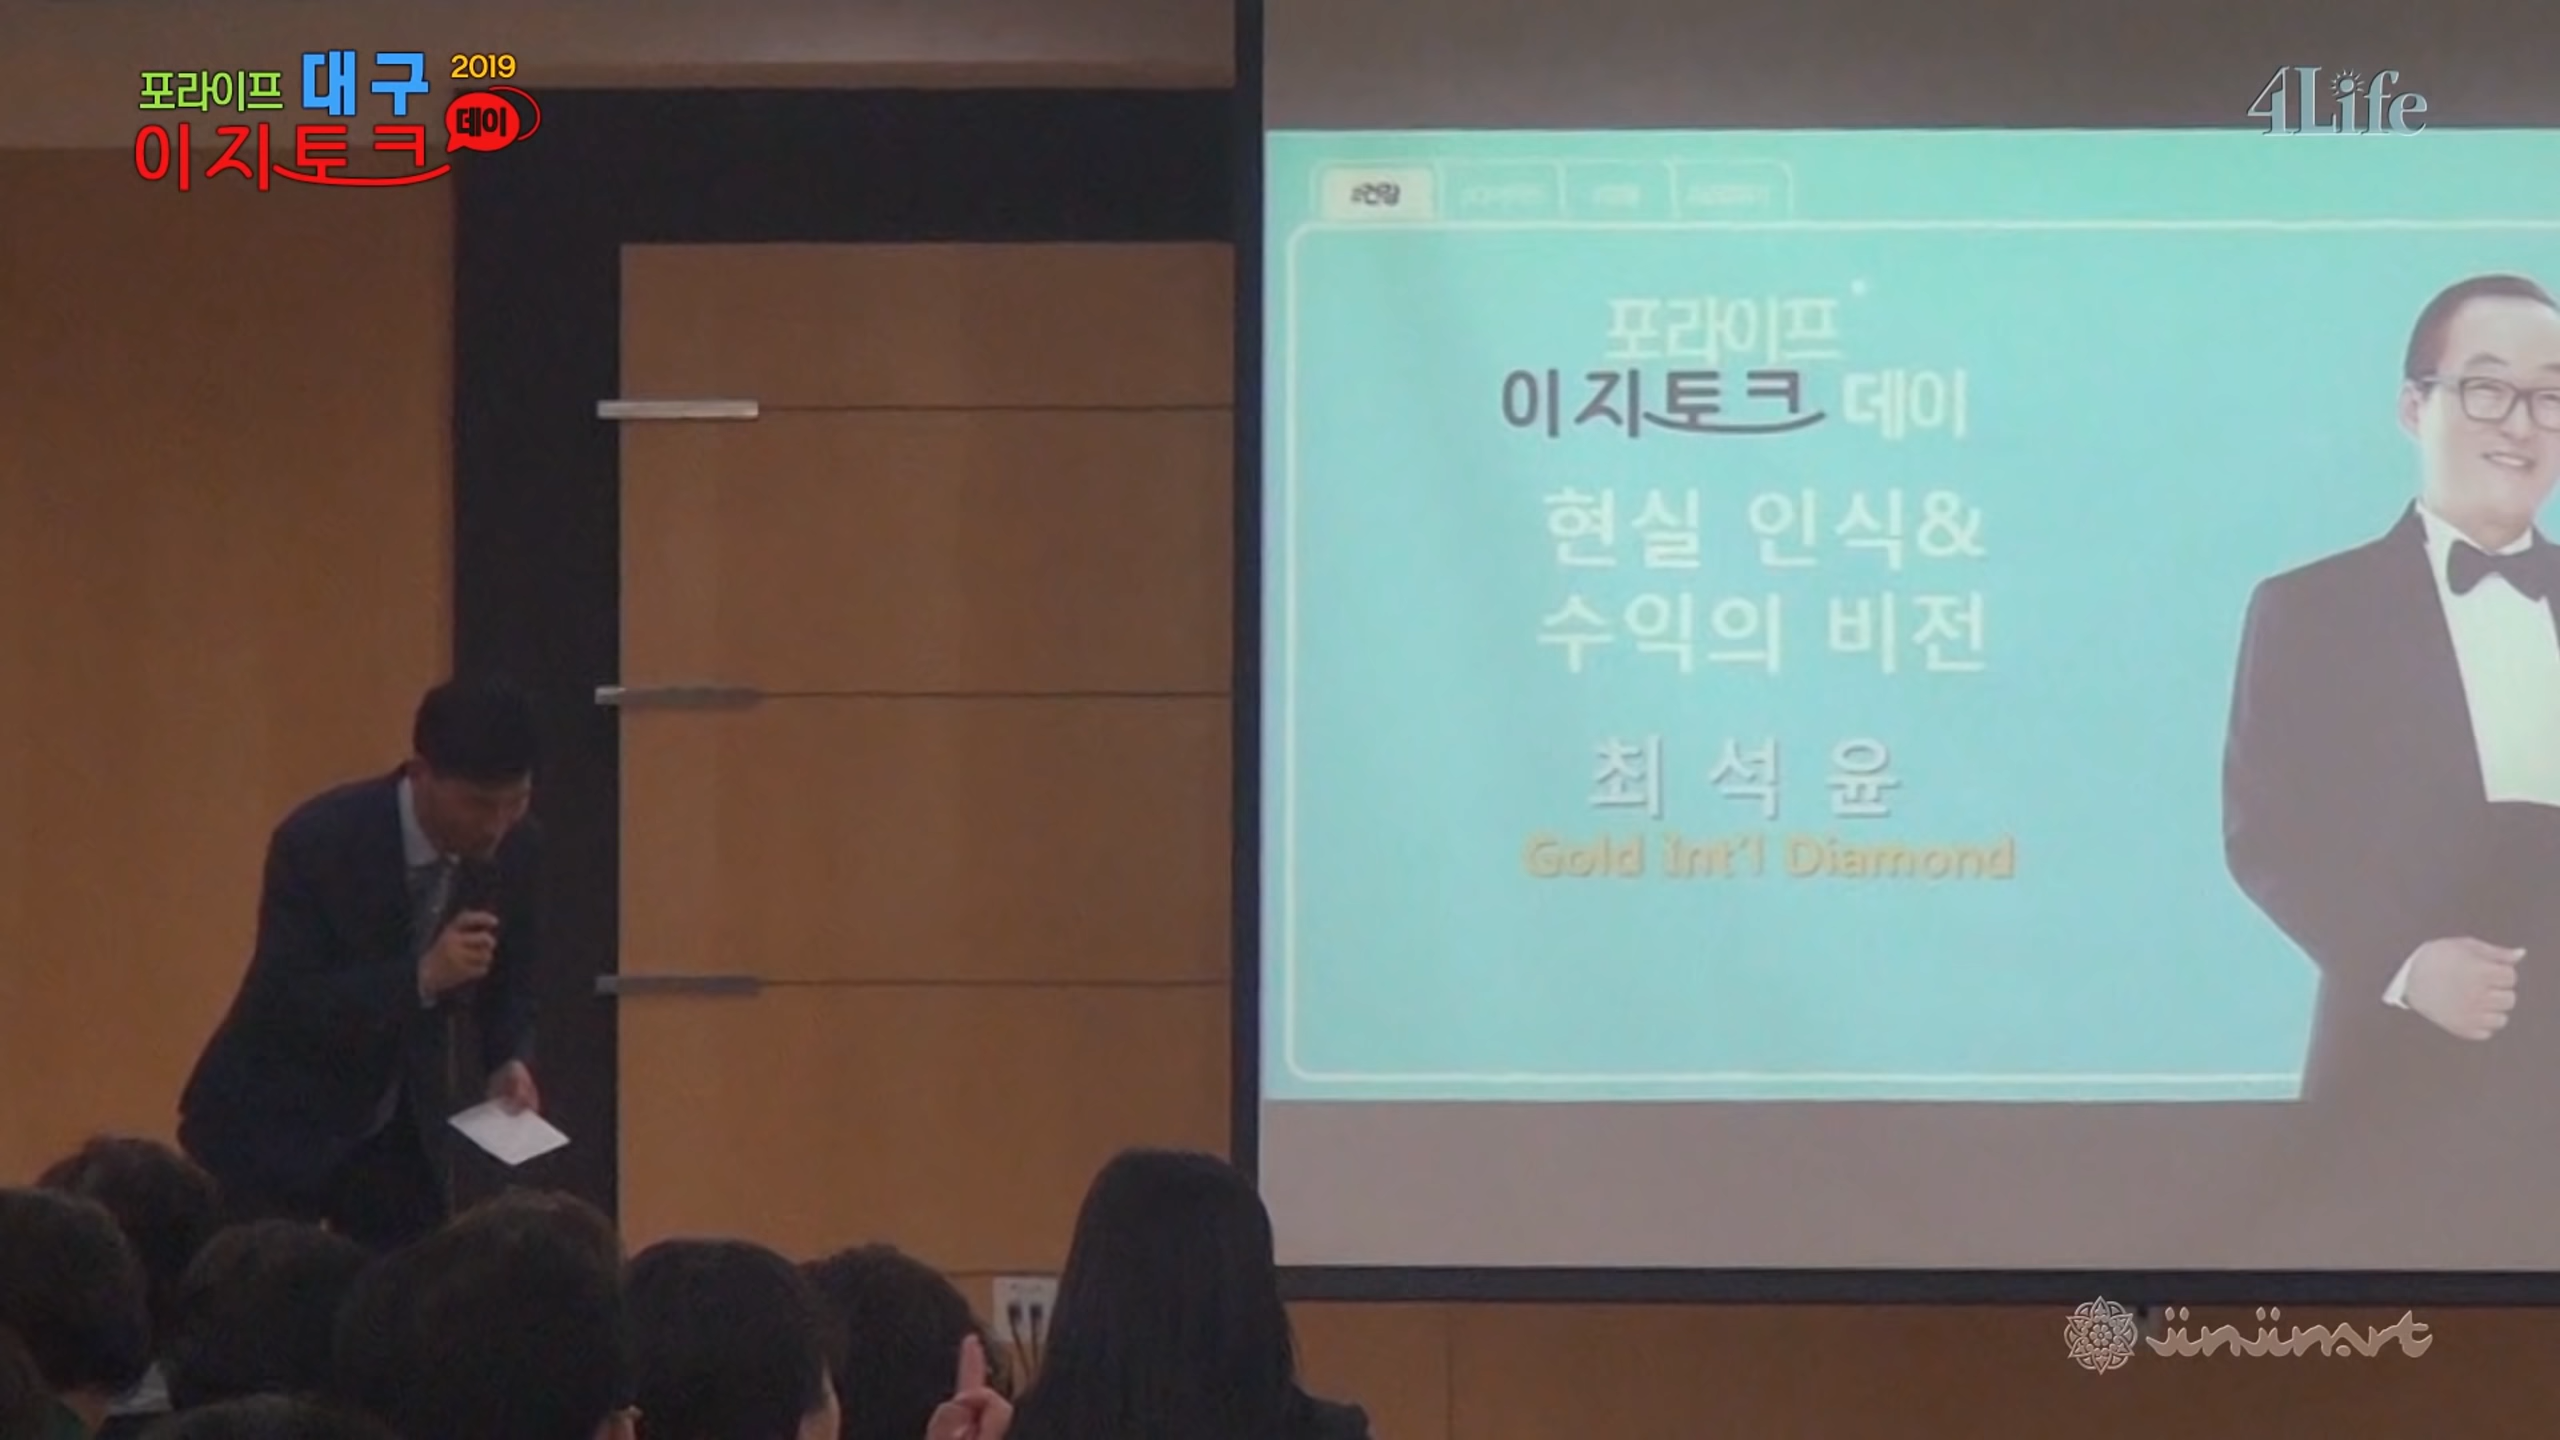 포라이프 대구 2019
이지토크 데이
4Life
#건강
포라이프
이지토크 데이
현실 인식&
수익의 비전
최석윤
Gold Int'l Diamond
jinjinart